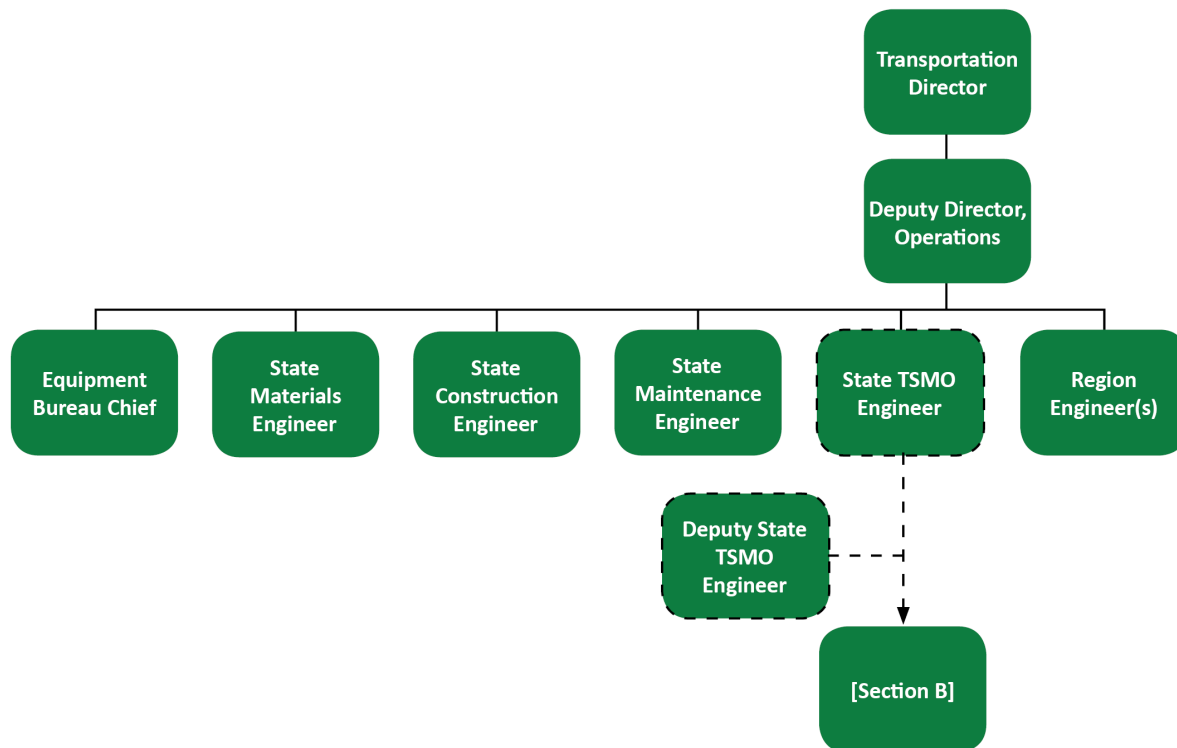 Transportation
Director
Deputy Director,
Operations
Equipment
Bureau Chief
State
Materials
Engineer
State
Construction
Engineer
State
Maintenance
Engineer
State TSMO
Engineer
Region
Engineer(s)
Deputy State
TSMO
Engineer
[Section B]